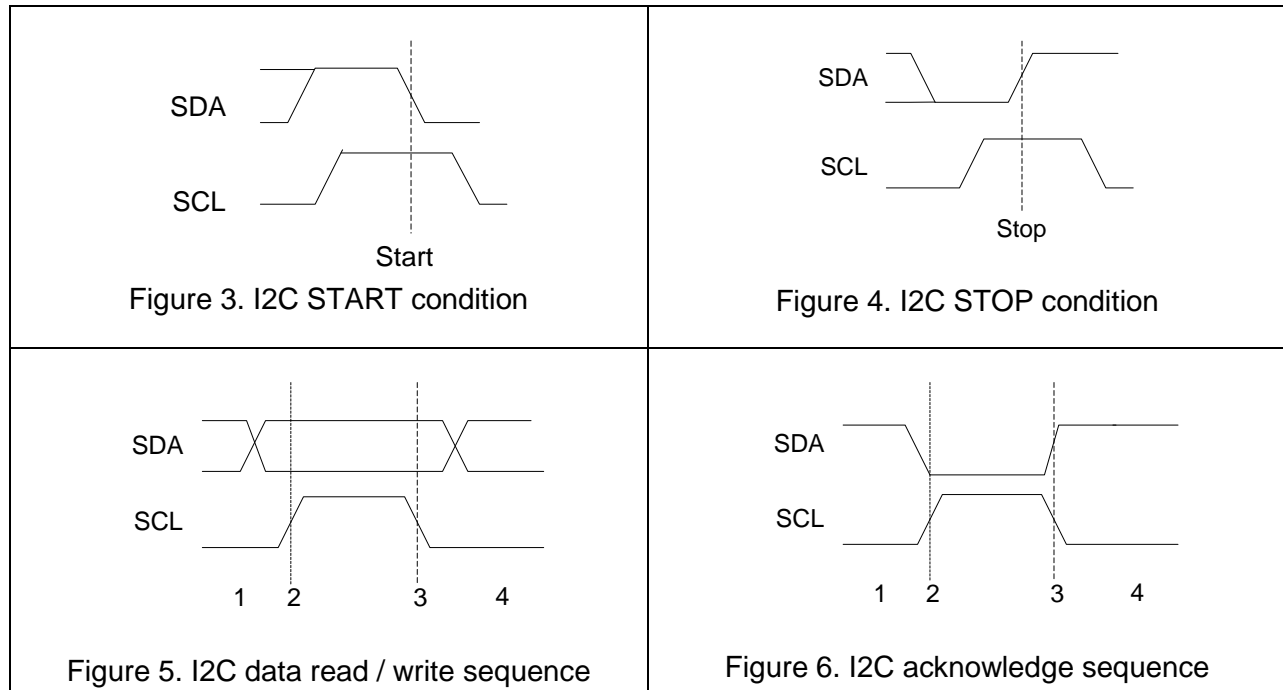 SDA
SCL
Start
Figure 3. I2C START condition
SDA
SCL
Stop
Figure 4. I2C STOP condition
SDA
SCL
1 2 3 4
Figure 5. I2C data read / write sequence
SDA
SCL
1 2 3 4
Figure 6. I2C acknowledge sequence